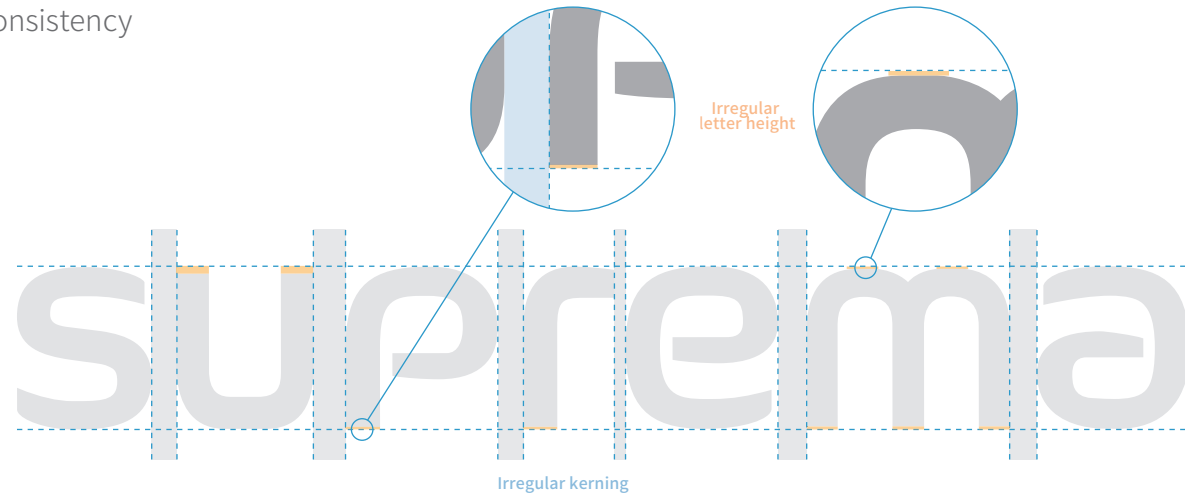 onsistency
Irregular
letter height
suprema
Irregular kerning